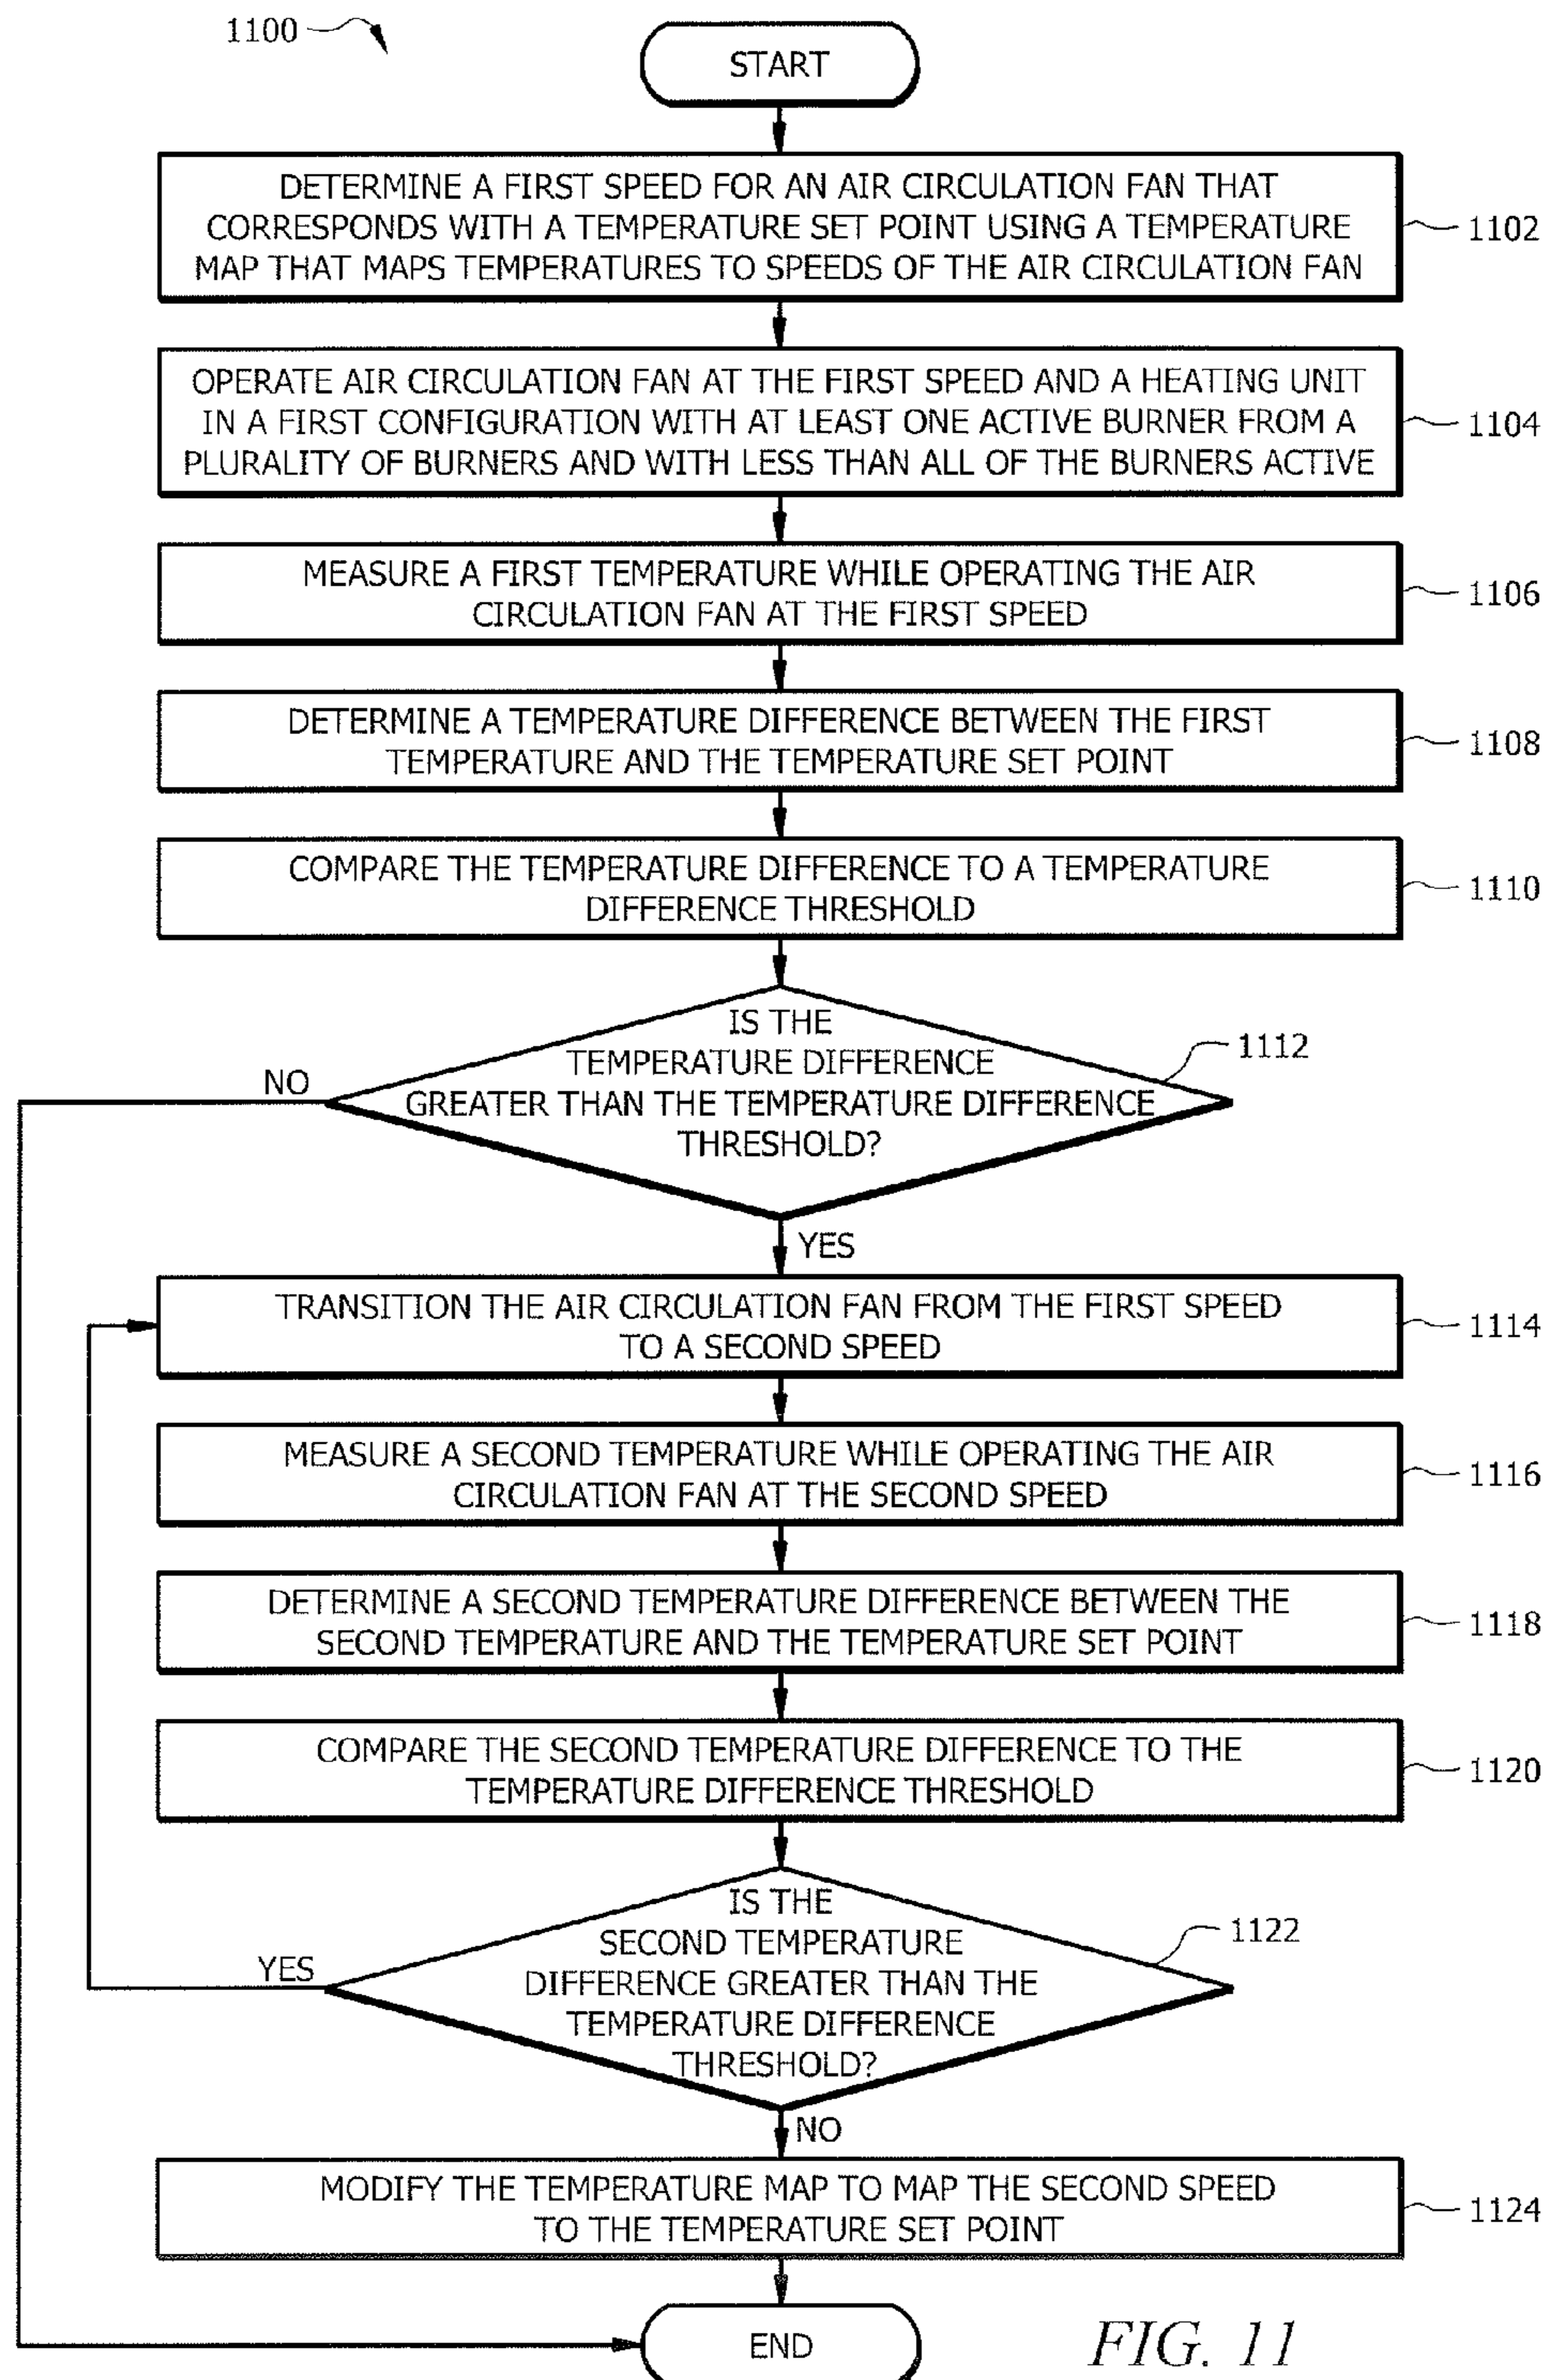 1100
START
DETERMINE A FIRST SPEED FOR AN AIR CIRCULATION FAN THAT
CORRESPONDS WITH A TEMPERATURE SET POINT USING A TEMPERATURE
MAP THAT MAPS TEMPERATURES TO SPEEDS OF THE AIR CIRCULATION FAN
1102
OPERATE AIR CIRCULATION FAN AT THE FIRST SPEED AND A HEATING UNIT
IN A FIRST CONFIGURATION WITH AT LEAST ONE ACTIVE BURNER FROM A
PLURALITY OF BURNERS AND WITH LESS THAN ALL OF THE BURNERS ACTIVE
1104
MEASURE A FIRST TEMPERATURE WHILE OPERATING THE AIR
CIRCULATION FAN AT THE FIRST SPEED
1106
DETERMINE A TEMPERATURE DIFFERENCE BETWEEN THE FIRST
TEMPERATURE AND THE TEMPERATURE SET POINT
1108
COMPARE THE TEMPERATURE DIFFERENCE TO A TEMPERATURE
DIFFERENCE THRESHOLD
1110
IS THE
TEMPERATURE DIFFERENCE
GREATER THAN THE TEMPERATURE DIFFERENCE
THRESHOLD?
1112
NO
YES
TRANSITION THE AIR CIRCULATION FAN FROM THE FIRST SPEED
TO A SECOND SPEED
1114
MEASURE A SECOND TEMPERATURE WHILE OPERATING THE AIR
CIRCULATION FAN AT THE SECOND SPEED
1116
DETERMINE A SECOND TEMPERATURE DIFFERENCE BETWEEN THE
SECOND TEMPERATURE AND THE TEMPERATURE SET POINT
1118
COMPARE THE SECOND TEMPERATURE DIFFERENCE TO THE
TEMPERATURE DIFFERENCE THRESHOLD
1120
IS THE
SECOND TEMPERATURE
DIFFERENCE GREATER THAN THE
TEMPERATURE DIFFERENCE
THRESHOLD?
1122
YES
NO
MODIFY THE TEMPERATURE MAP TO MAP THE SECOND SPEED
TO THE TEMPERATURE SET POINT
1124
END
FIG. 11